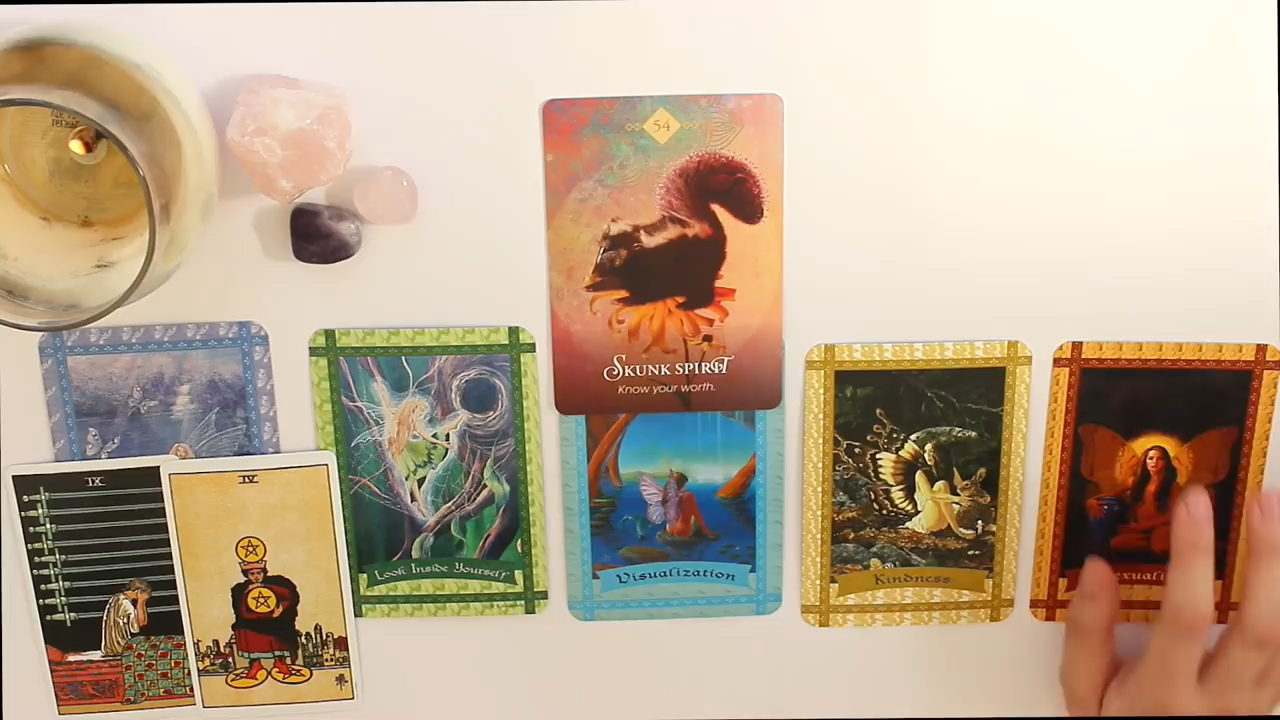 54
SKUNK SPIRIT
Know your worth.
IX
IV
Look Inside Yourself
Visualization
Kindness